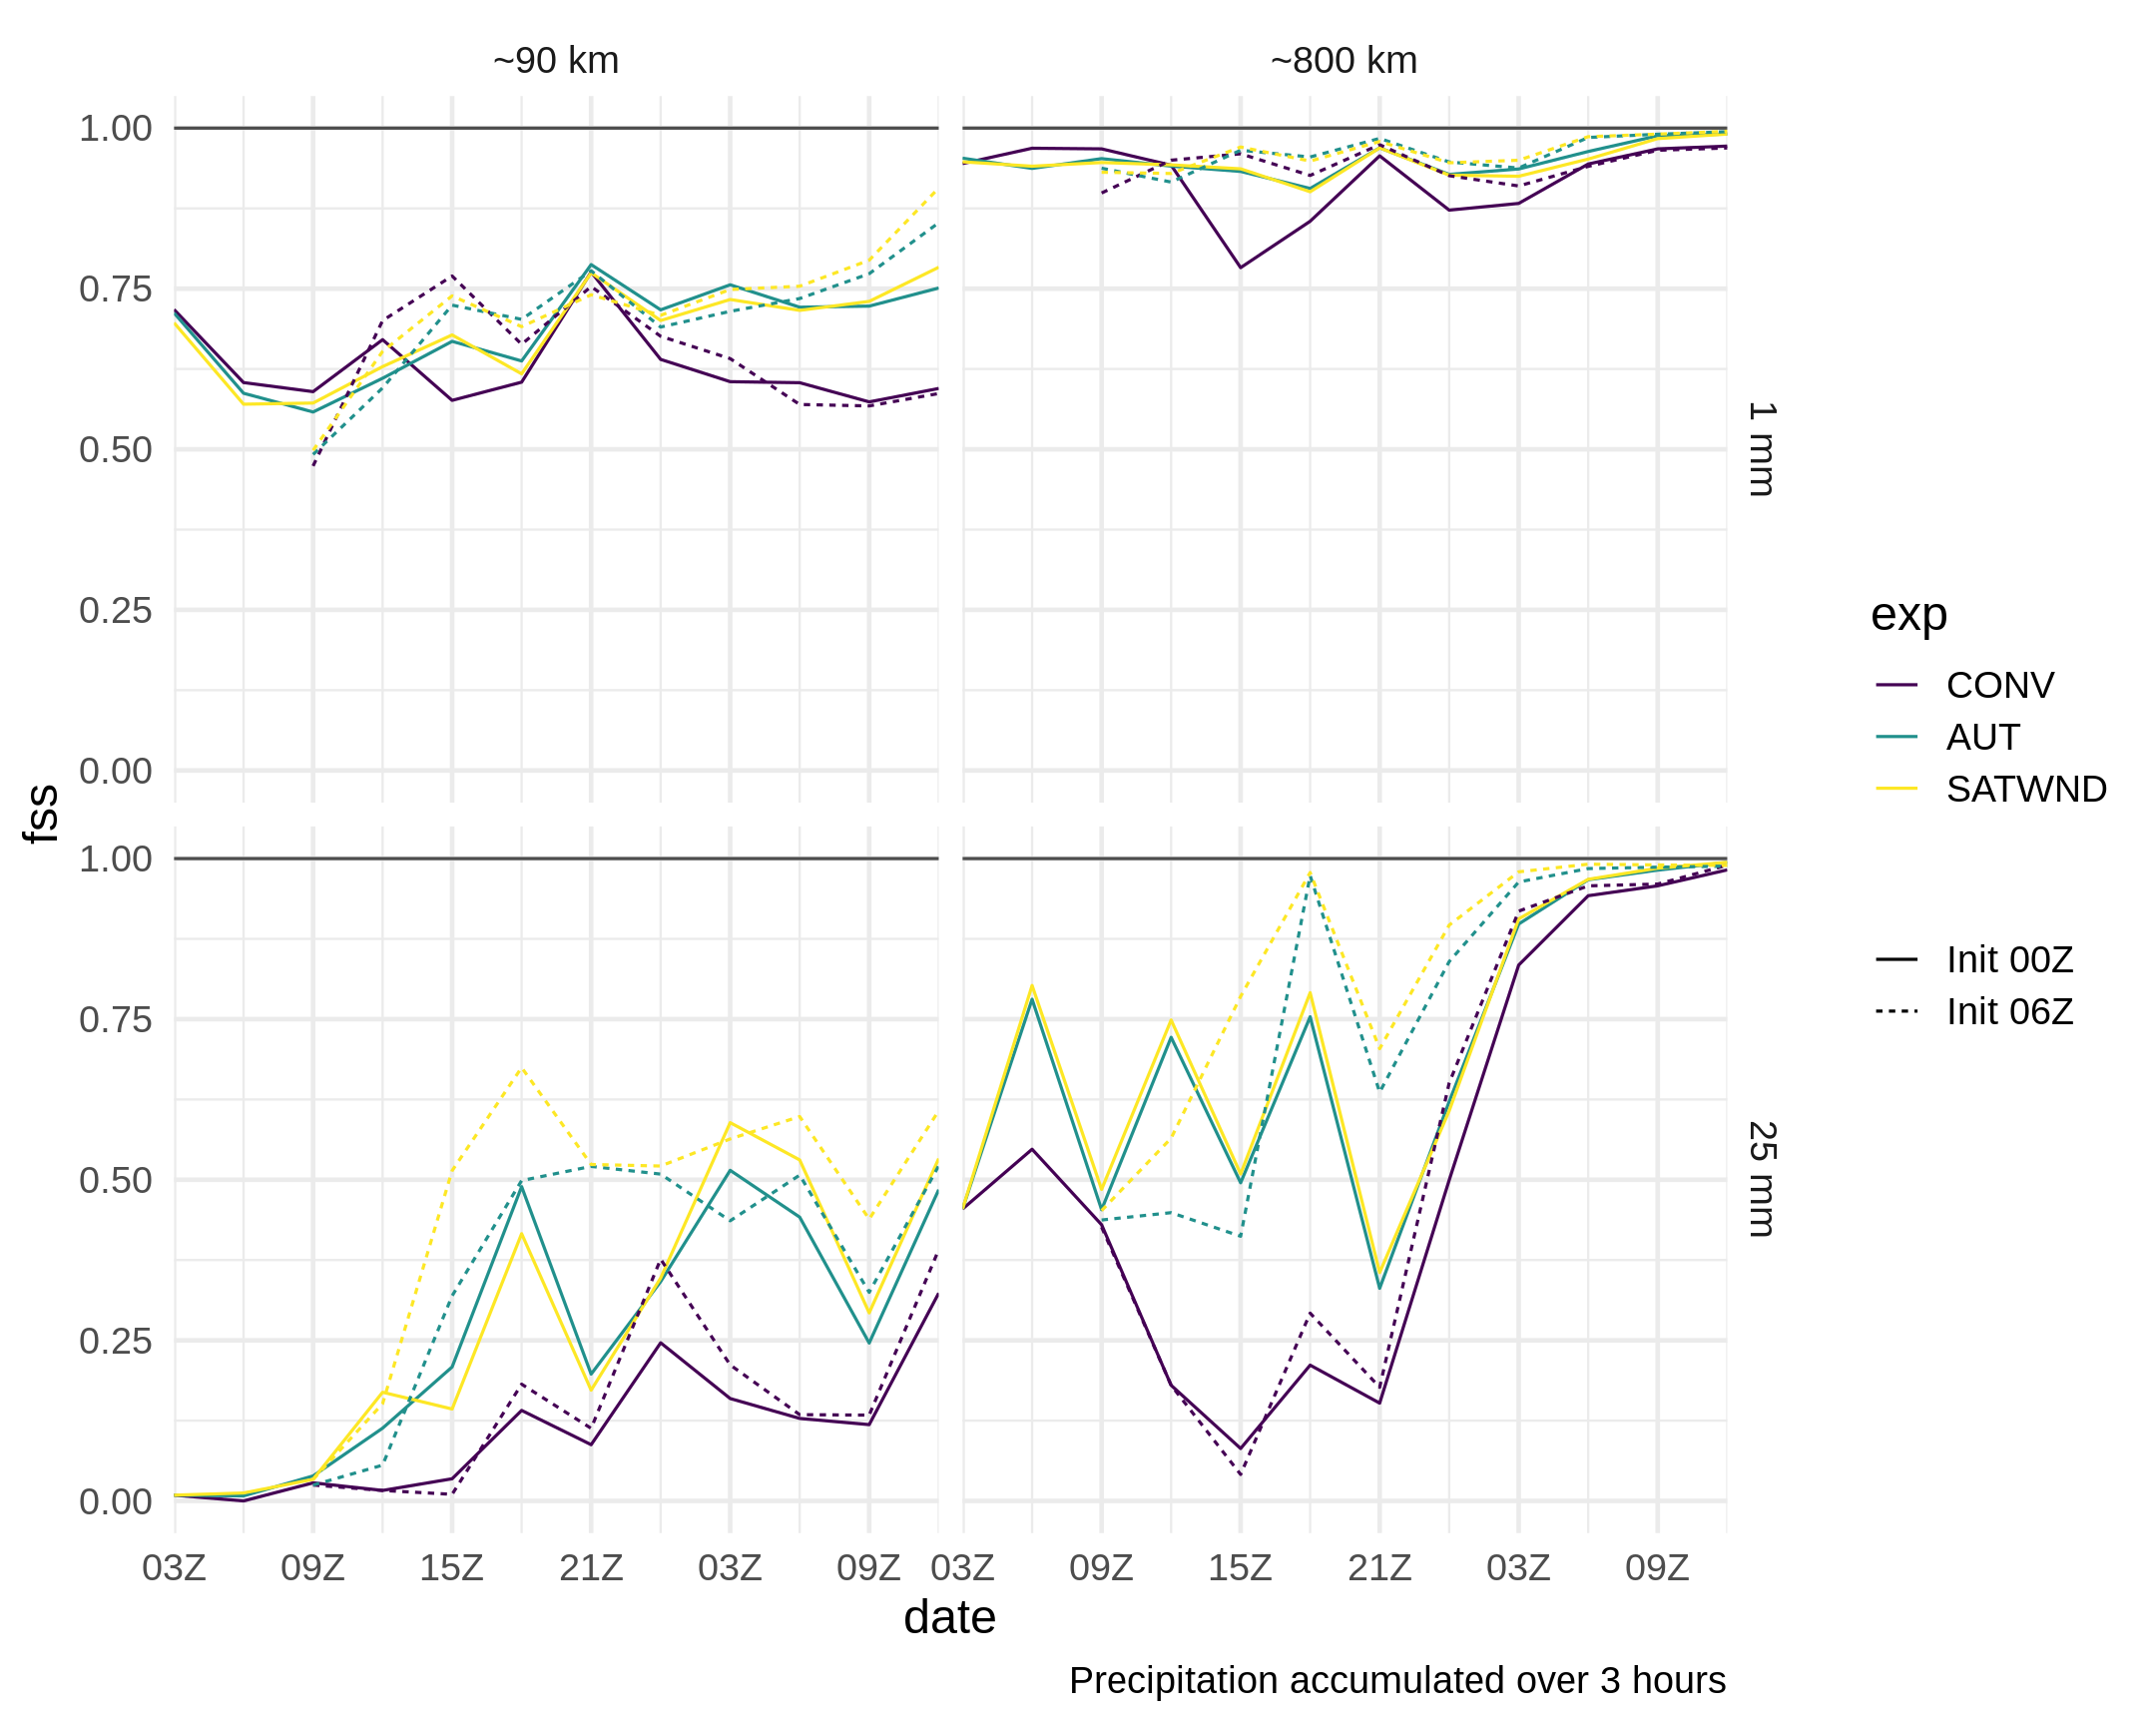 ~90 km
~800 km
1.00
0.75
0.50
0.25
0.00
1 mm
fss
1.00
0.75
0.50
0.25
0.00
25 mm
03Z 09Z 15Z 21Z 03Z 09Z 03Z 09Z 15Z 21Z 03Z 09Z
date
Precipitation accumulated over 3 hours
exp
CONV
AUT
SATWND
Init 00Z
Init 06Z